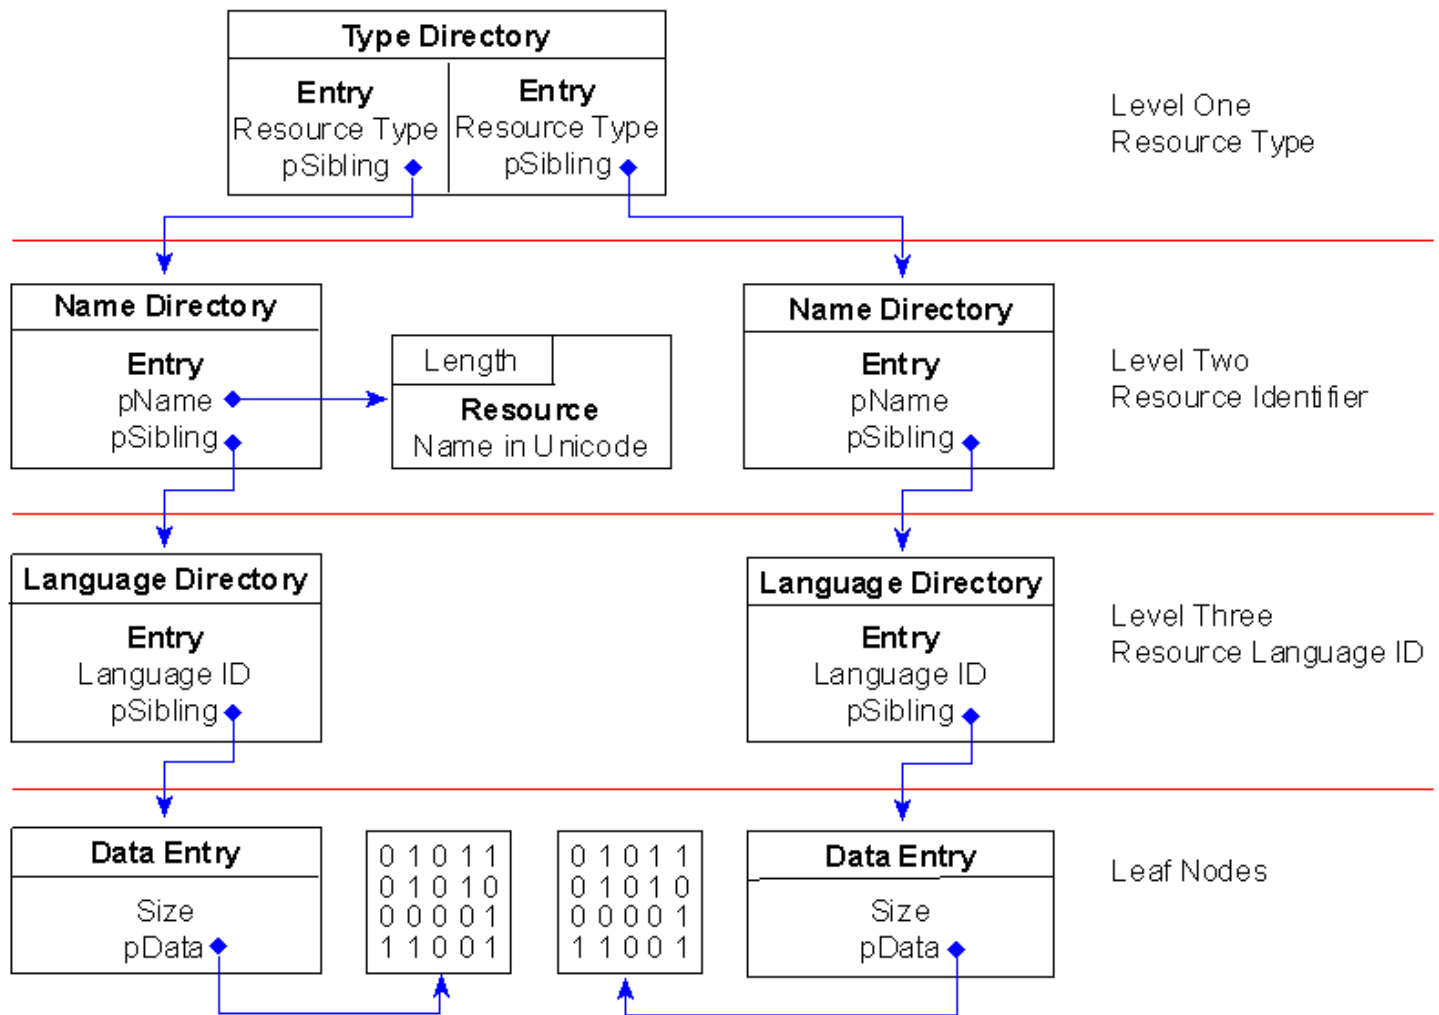 Type Directory
Entry
Resource Type
pSibling
Entry
Resource Type
pSibling
Level One
Resource Type
Name Directory
Entry
pName
pSibling
Length
Resource
Name in Unicode
Name Directory
Entry
pName
pSibling
Level Two
Resource Identifier
Language Directory
Entry
Language ID
pSibling
Language Directory
Entry
Language ID
pSibling
Level Three
Resource Language ID
Data Entry
Size
pData
0 1 0 1 1
0 1 0 1 0
0 0 0 0 1
1 1 0 0 1
0 1 0 1 1
0 1 0 1 0
0 0 0 0 1
1 1 0 0 1
Data Entry
Size
pData
Leaf Nodes